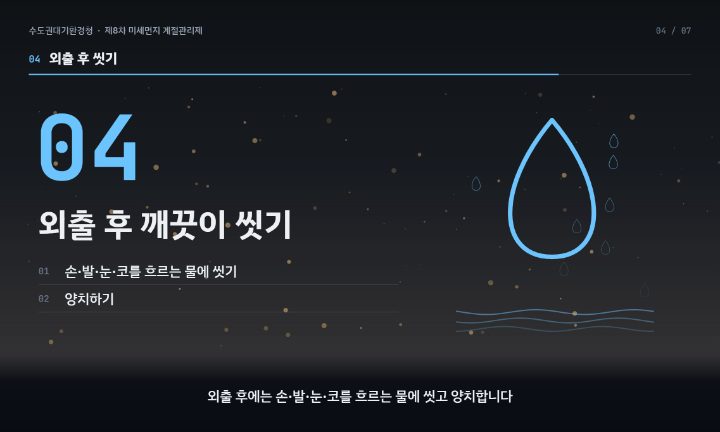 수도권대기환경청 · 제8차 미세먼지 계절관리제
04 / 07
04 외출 후 씻기
04
외출 후 깨끗이 씻기
01 손·발·눈·코를 흐르는 물에 씻기
02 양치하기
외출 후에는 손·발·눈·코를 흐르는 물에 씻고 양치합니다